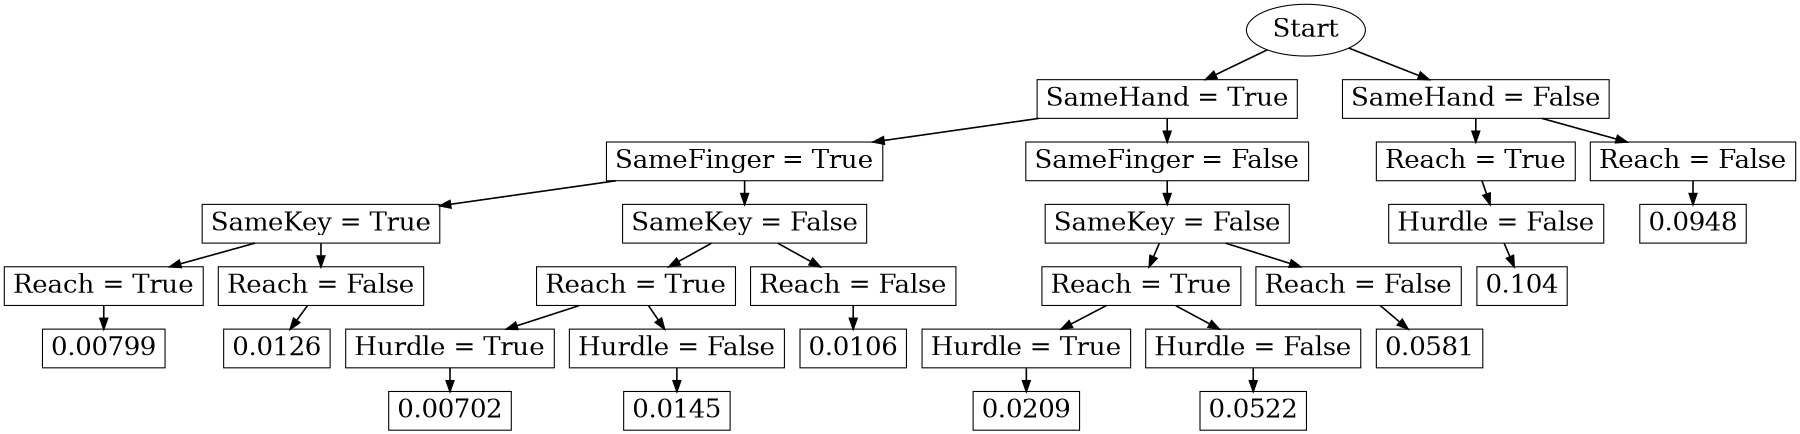 Start
SameHand = True
SameHand = False
SameFinger = True
SameFinger = False
Reach = True
Reach = False
SameKey = True
SameKey = False
SameKey = False
Hurdle = False
0.0948
Reach = True
Reach = False
Reach = True
Reach = False
Reach = True
Reach = False
0.104
0.00799
0.0126
Hurdle = True
Hurdle = False
0.0106
Hurdle = True
Hurdle = False
0.0581
0.00702
0.0145
0.0209
0.0522